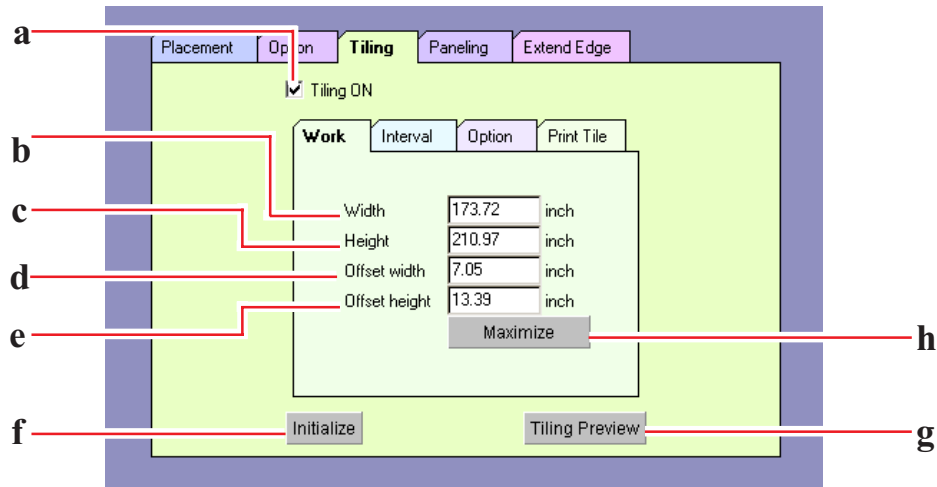 a
Placement Option Tiling Paneling Extend Edge
Tiling ON
b
Work Interval Option Print Tile
c
Width 173.72 inch
Height 210.97 inch
d
Offset width 7.05 inch
e
Offset height 13.39 inch
Maximize
h
f
Initialize Tiling Preview
g